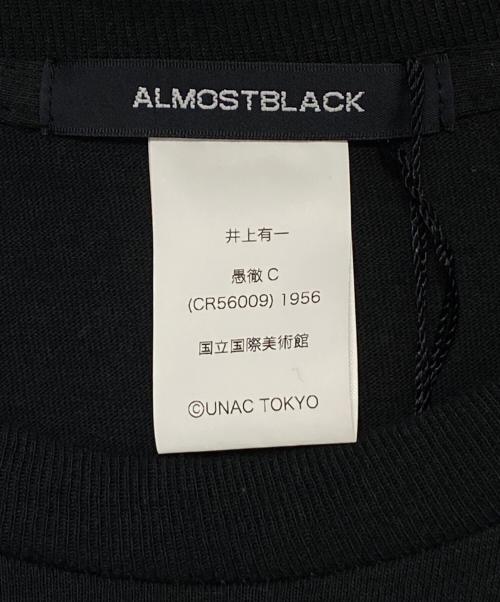 ALMOSTBLACK
井上有一
愚徹 C
(CR56009) 1956
国立国際美術館
©UNAC TOKYO